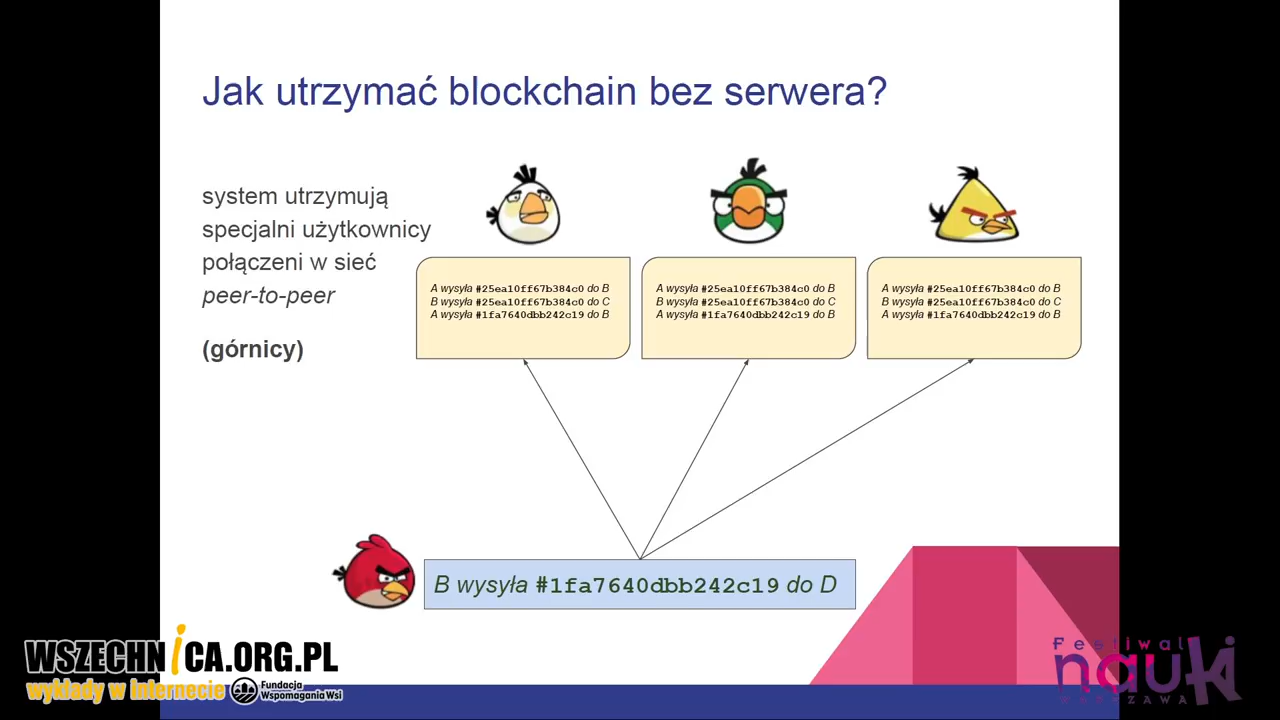 Jak utrzymać blockchain bez serwera?
system utrzymują
specjalni użytkownicy
połączeni w sieć
peer-to-peer
(górnicy)
A wysyła #25ea10ff67b384c0 do B
B wysyła #25ea10ff67b384c0 do C
A wysyła #1fa7640dbb242c19 do B
A wysyła #25ea10ff67b384c0 do B
B wysyła #25ea10ff67b384c0 do C
A wysyła #1fa7640dbb242c19 do B
A wysyła #25ea10ff67b384c0 do B
B wysyła #25ea10ff67b384c0 do C
A wysyła #1fa7640dbb242c19 do B
B wysyła #1fa7640dbb242c19 do D
WSZECHNiCA.ORG.PL
wykłady w Internecie
Fundacja
Wspomagania Wsi
Festiwal
nauki
WARSZAWA